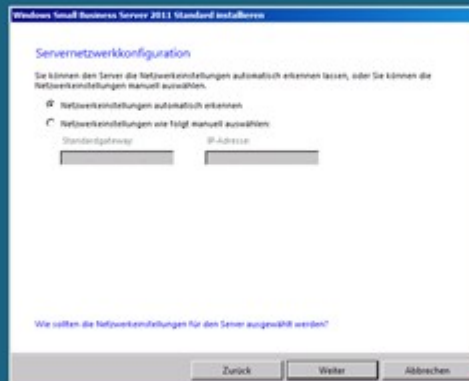 Windows Small Business Server 2011 Standard installieren
Servernetzwerkkonfiguration
Sie können den Server die Netzwerkeinstellungen automatisch erkennen lassen, oder Sie können die
Netzwerkeinstellungen manuell auswählen.
Netzwerkeinstellungen automatisch erkennen
Netzwerkeinstellungen wie folgt manuell auswählen:
Standardgateway: IP-Adresse:
Wie sollten die Netzwerkeinstellungen für den Server ausgewählt werden?
Zurück Weiter Abbrechen